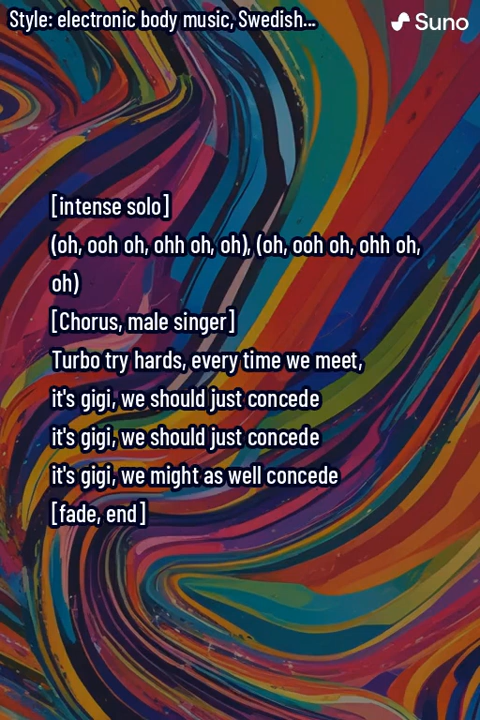 Style: electronic body music, Swedish...
Suno
[intense solo]
(oh, ooh oh, ohh oh, oh), (oh, ooh oh, ohh oh,
oh)
[Chorus, male singer]
Turbo try hards, every time we meet,
it's gigi, we should just concede
it's gigi, we should just concede
it's gigi, we might as well concede
[fade, end]